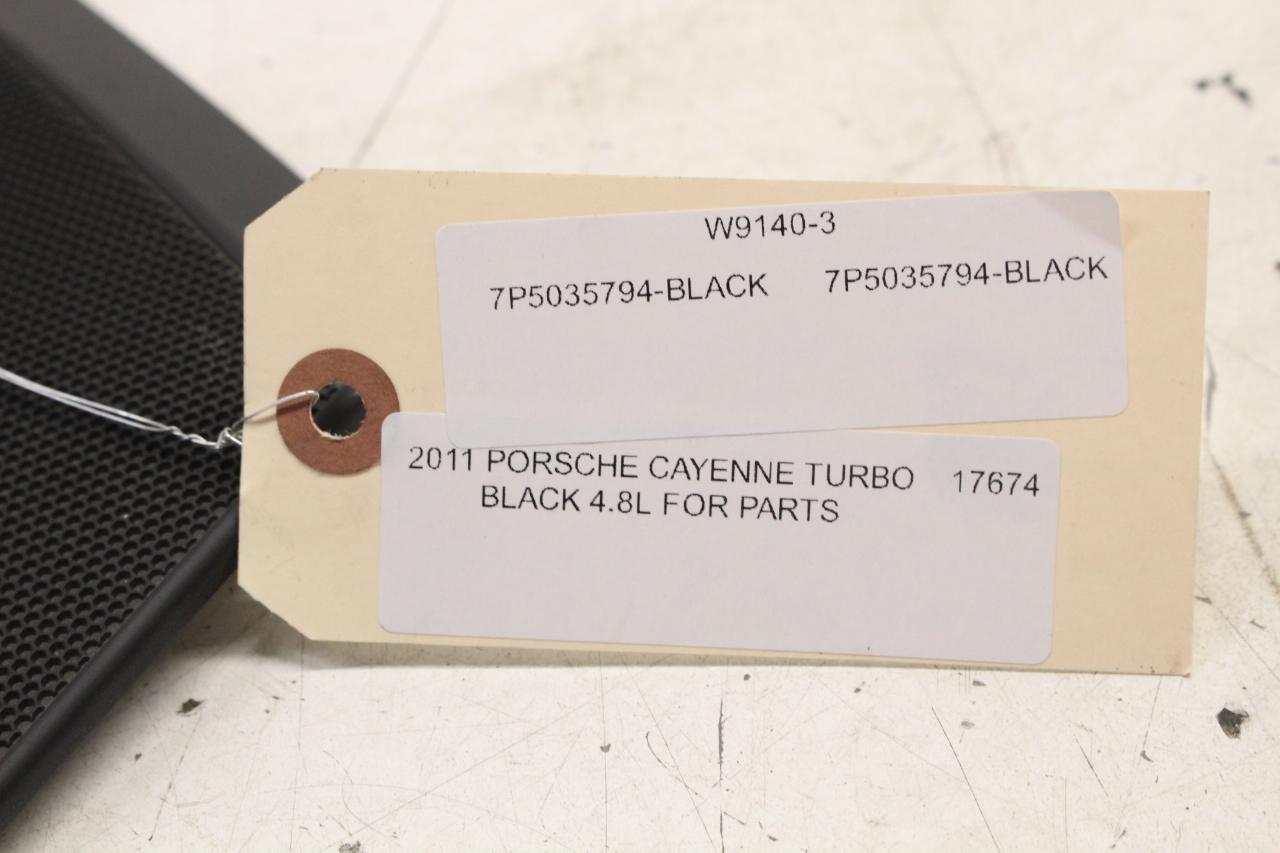 W9140-3
7P5035794-BLACK 7P5035794-BLACK
2011 PORSCHE CAYENNE TURBO 17674
BLACK 4.8L FOR PARTS